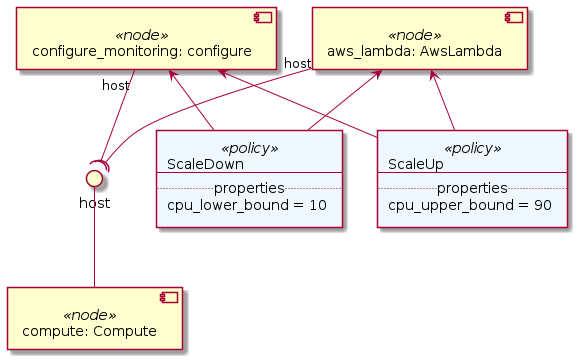 «node»
configure_monitoring: configure
«node»
aws_lambda: AwsLambda
host
host
«policy»
ScaleDown
properties
cpu_lower_bound = 10
«policy»
ScaleUp
properties
cpu_upper_bound = 90
host
«node»
compute: Compute